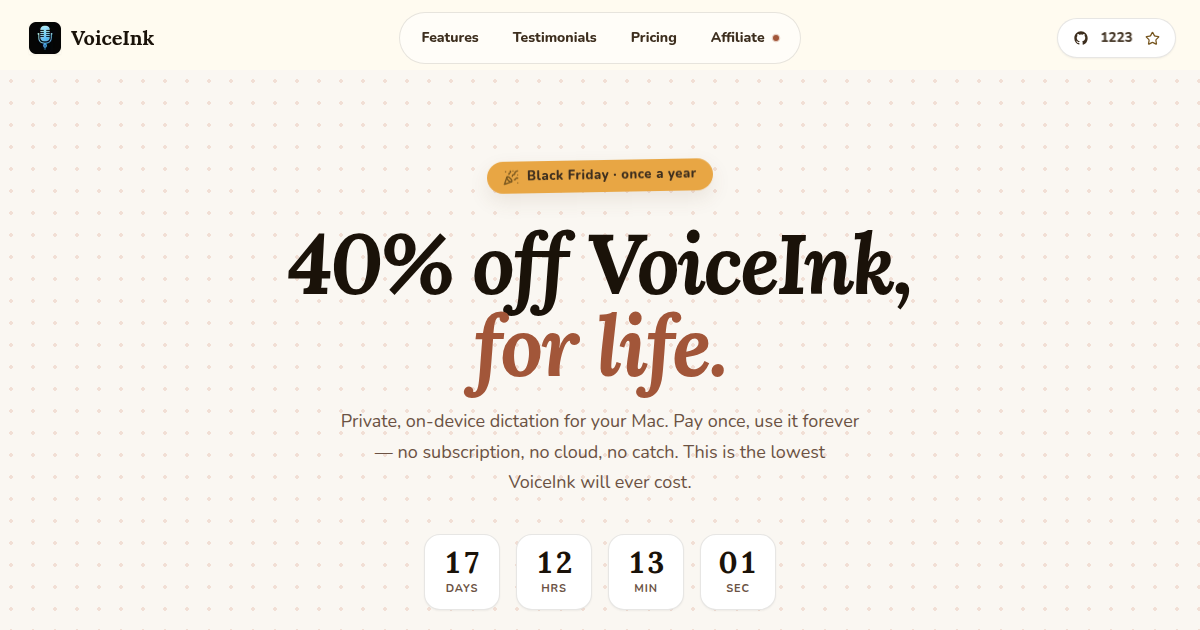 VoiceInk
Features Testimonials Pricing Affiliate
1223
Black Friday · once a year
40% off VoiceInk,
for life.
Private, on-device dictation for your Mac. Pay once, use it forever
— no subscription, no cloud, no catch. This is the lowest
VoiceInk will ever cost.
17 12 13 01
DAYS HRS MIN SEC